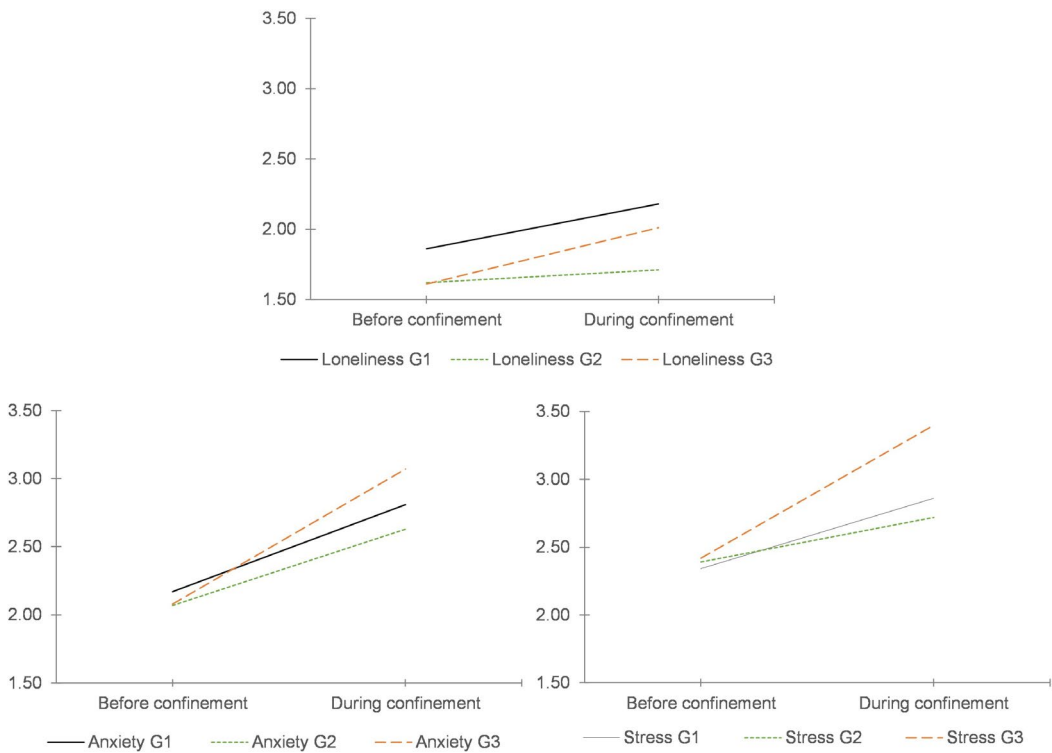 3.50
3.00
2.50
2.00
1.50
Before confinement During confinement
Loneliness G1 Loneliness G2 Loneliness G3
3.50
3.00
2.50
2.00
1.50
Before confinement During confinement
Anxiety G1 Anxiety G2 Anxiety G3
3.50
3.00
2.50
2.00
1.50
Before confinement During confinement
Stress G1 Stress G2 Stress G3